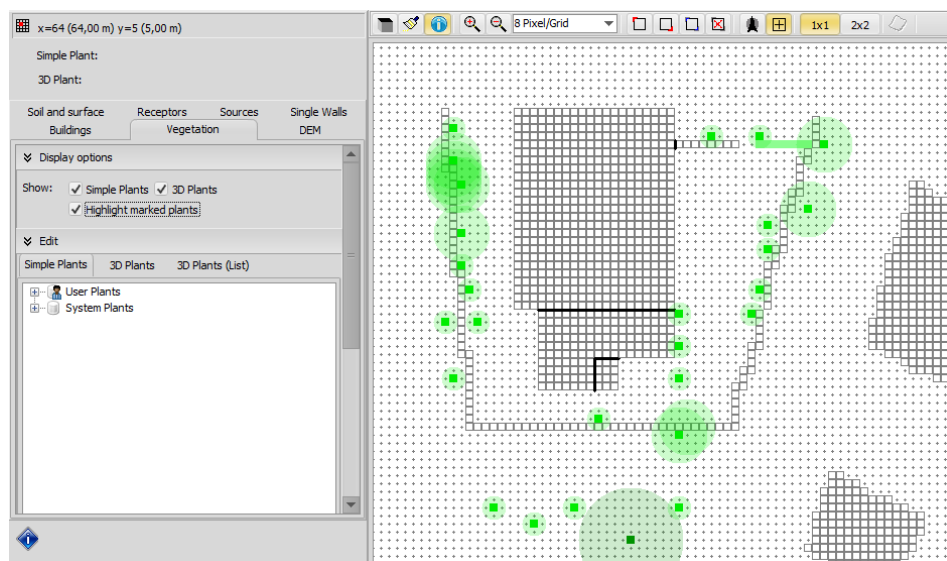 x=64 (64,00 m) y=5 (5,00 m)
8 Pixel/Grid
1x1
2x2
Simple Plant:
3D Plant:
Soil and surface Receptors Sources Single Walls
Buildings Vegetation DEM
Display options
Show: Simple Plants 3D Plants
Highlight marked plants
Edit
Simple Plants 3D Plants 3D Plants (List)
User Plants
System Plants